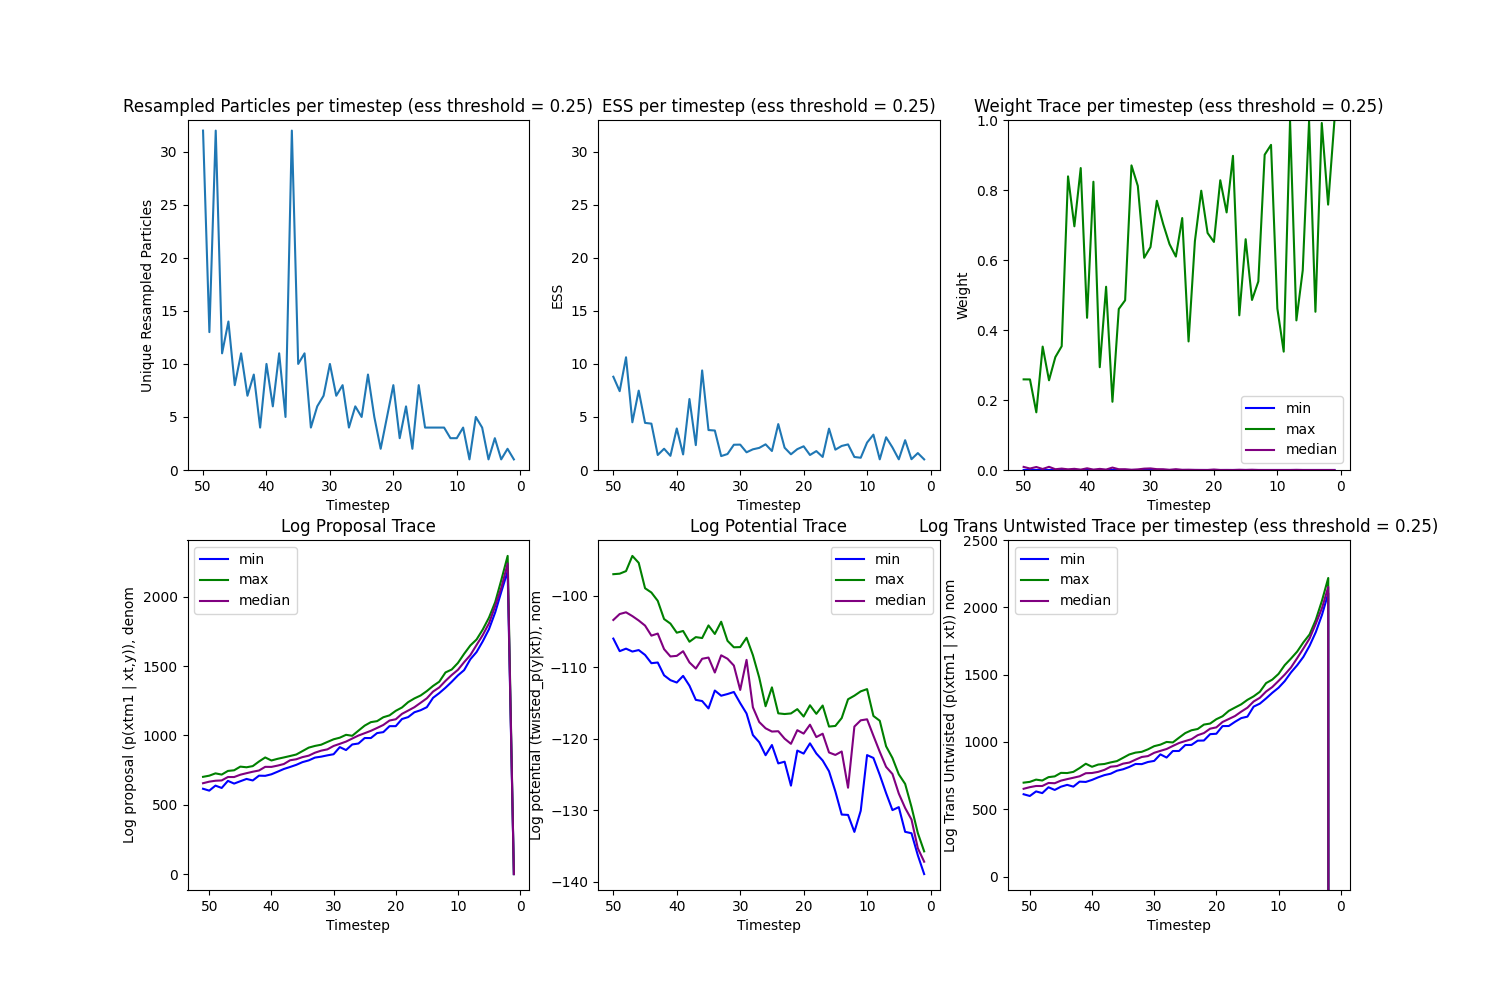 Resampled Particles per timestep (ess threshold = 0.25)
Unique Resampled Particles
30
25
20
15
10
5
0
50 40 30 20 10 0
Timestep
ESS per timestep (ess threshold = 0.25)
ESS
30
25
20
15
10
5
0
50 40 30 20 10 0
Timestep
Weight Trace per timestep (ess threshold = 0.25)
Weight
1.0
0.8
0.6
0.4
0.2
0.0
min
max
median
50 40 30 20 10 0
Timestep
Log Proposal Trace
Log proposal (p(xtm1 | xt,y)), denom
2000
1500
1000
500
0
min
max
median
50 40 30 20 10 0
Timestep
Log Potential Trace
Log potential (twisted_p(y|xt)), nom
−100
−110
−120
−130
−140
min
max
median
50 40 30 20 10 0
Timestep
Log Trans Untwisted Trace per timestep (ess threshold = 0.25)
Log Trans Untwisted (p(xtm1 | xt)) nom
2500
2000
1500
1000
500
0
min
max
median
50 40 30 20 10 0
Timestep